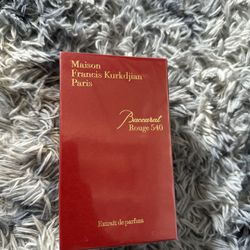 Maison
Francis Kurkdjian
Paris
Baccarat
Rouge 540
Extrait de parfum